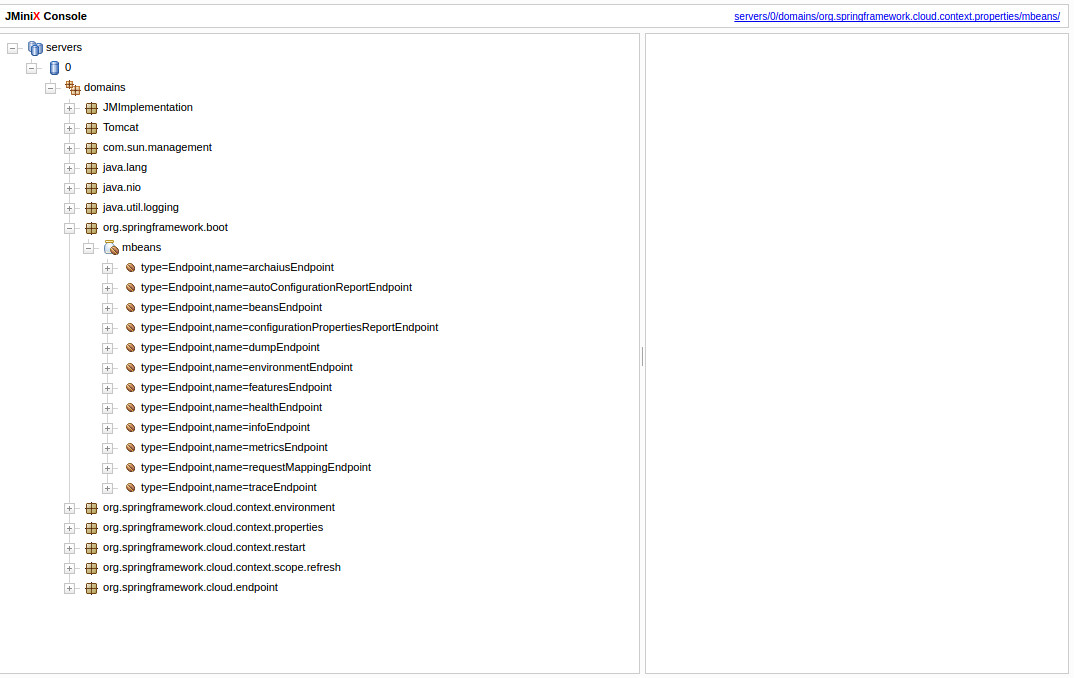 JMiniX Console
servers/0/domains/org.springframework.cloud.context.properties/mbeans/
servers
0
domains
JMImplementation
Tomcat
com.sun.management
java.lang
java.nio
java.util.logging
org.springframework.boot
mbeans
type=Endpoint,name=archaiusEndpoint
type=Endpoint,name=autoConfigurationReportEndpoint
type=Endpoint,name=beansEndpoint
type=Endpoint,name=configurationPropertiesReportEndpoint
type=Endpoint,name=dumpEndpoint
type=Endpoint,name=environmentEndpoint
type=Endpoint,name=featuresEndpoint
type=Endpoint,name=healthEndpoint
type=Endpoint,name=infoEndpoint
type=Endpoint,name=metricsEndpoint
type=Endpoint,name=requestMappingEndpoint
type=Endpoint,name=traceEndpoint
org.springframework.cloud.context.environment
org.springframework.cloud.context.properties
org.springframework.cloud.context.restart
org.springframework.cloud.context.scope.refresh
org.springframework.cloud.endpoint